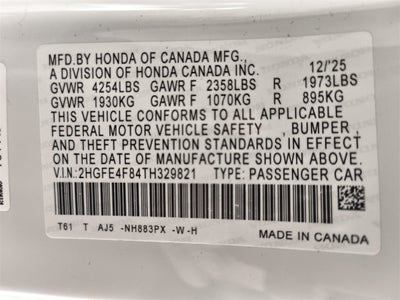 MFD.BY HONDA OF CANADA MFG.,
A DIVISION OF HONDA CANADA INC. 12/'25
GVWR 4254LBS GAWR F 2358LBS R 1973LBS
GVWR 1930KG GAWR F 1070KG R 895KG
THIS VEHICLE CONFORMS TO ALL APPLICABLE
FEDERAL MOTOR VEHICLE SAFETY , BUMPER ,
AND THEFT PREVENTION STANDARDS IN EFFECT
ON THE DATE OF MANUFACTURE SHOWN ABOVE.
V.I.N:2HGFE4F84TH329821 TYPE: PASSENGER CAR
T61 T AJ5 -NH883PX -W-H
MADE IN CANADA